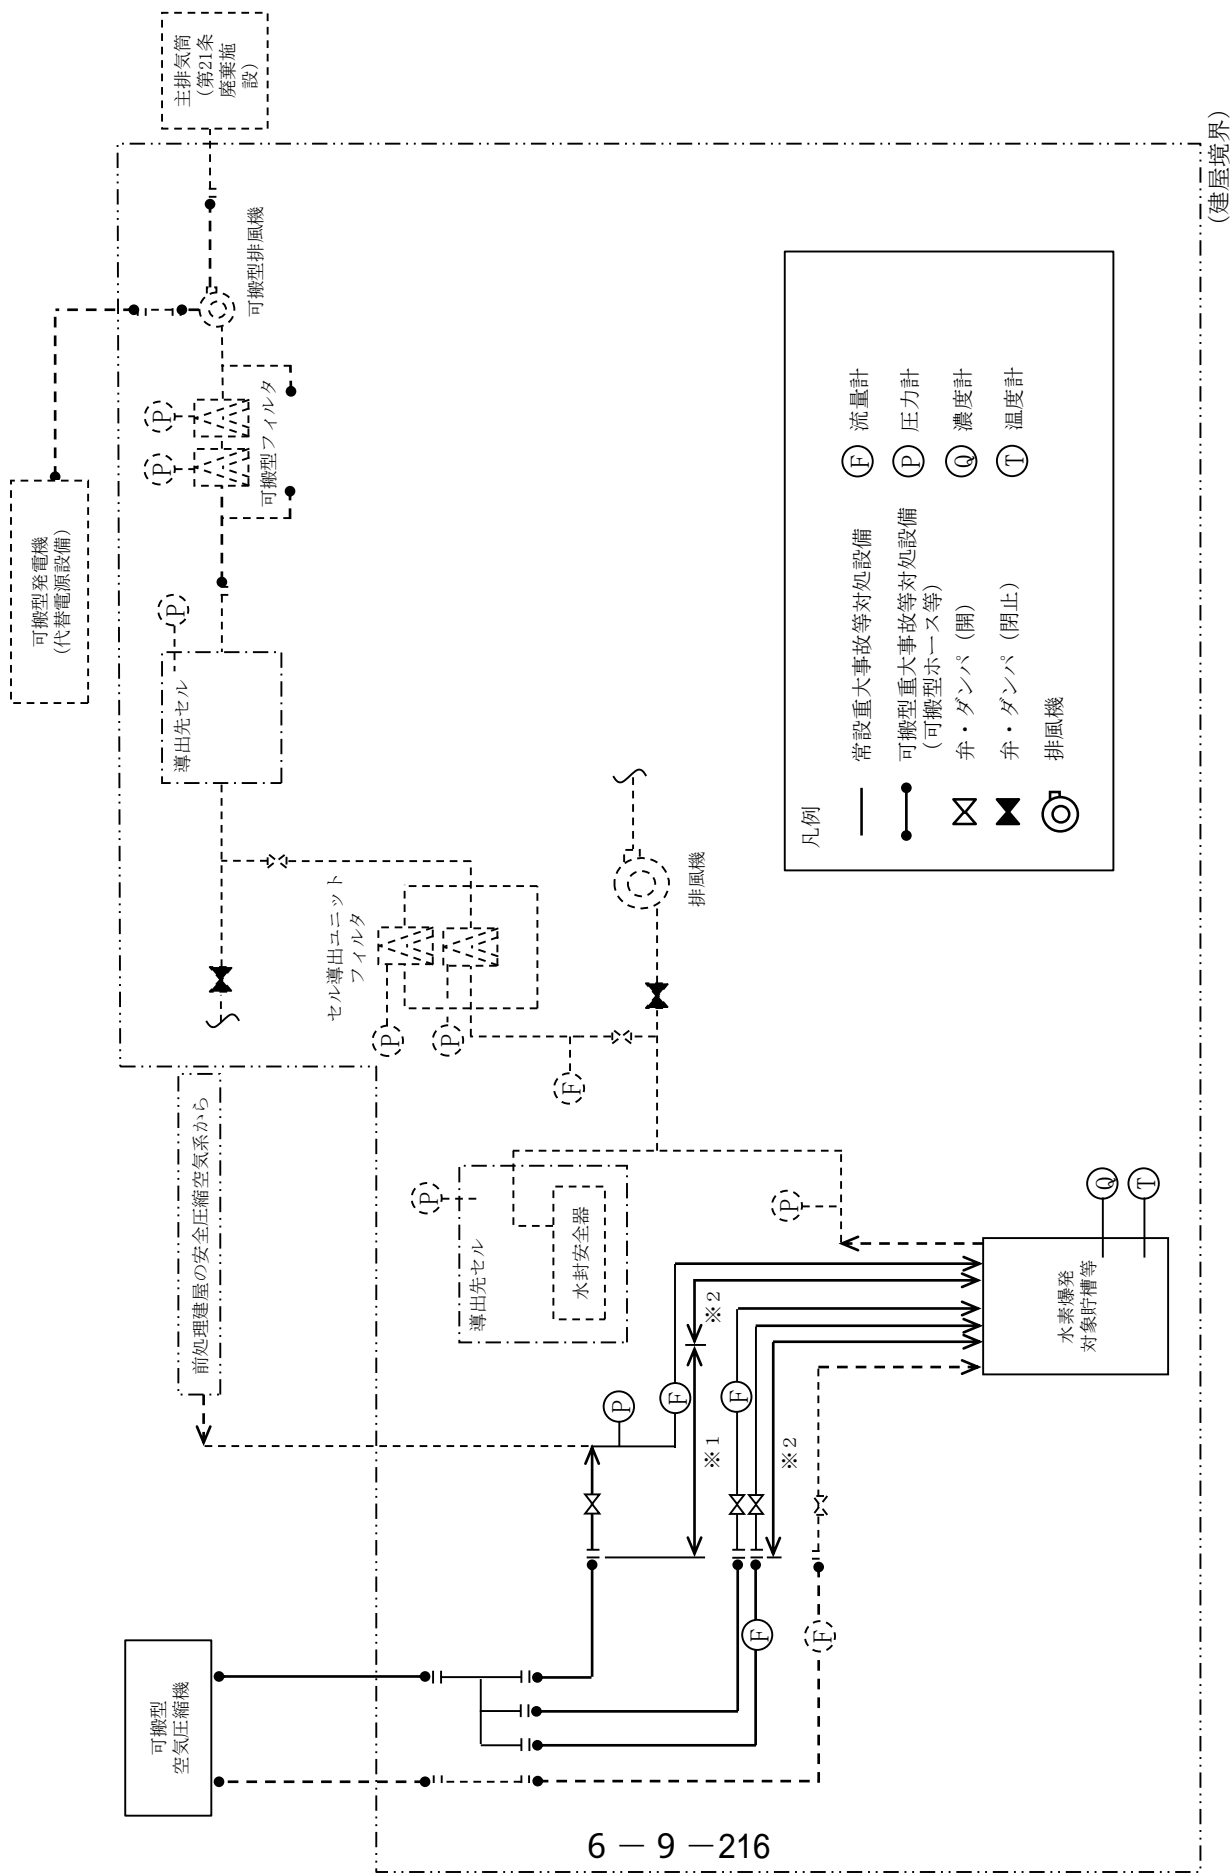 主排気筒
(第21条
廃棄施
設)
可搬型発電機
(代替電源設備)
可搬型排風機
P
P
可搬型フィルタ
P
導出先セル
セル導出ユニット
フィルタ
P
P
F
排風機
前処理建屋の安全圧縮空気系から
P
導出先セル
水封安全器
P
水素爆発
対象貯槽等
Q
T
可搬型
空気圧縮機
P
F
F
F
F
※1
※2
※2
凡例
常設重大事故等対処設備
可搬型重大事故等対処設備
(可搬型ホース等)
弁・ダンパ (開)
弁・ダンパ (閉止)
排風機
F 流量計
P 圧力計
Q 濃度計
T 温度計
(建屋境界)
6－9－216